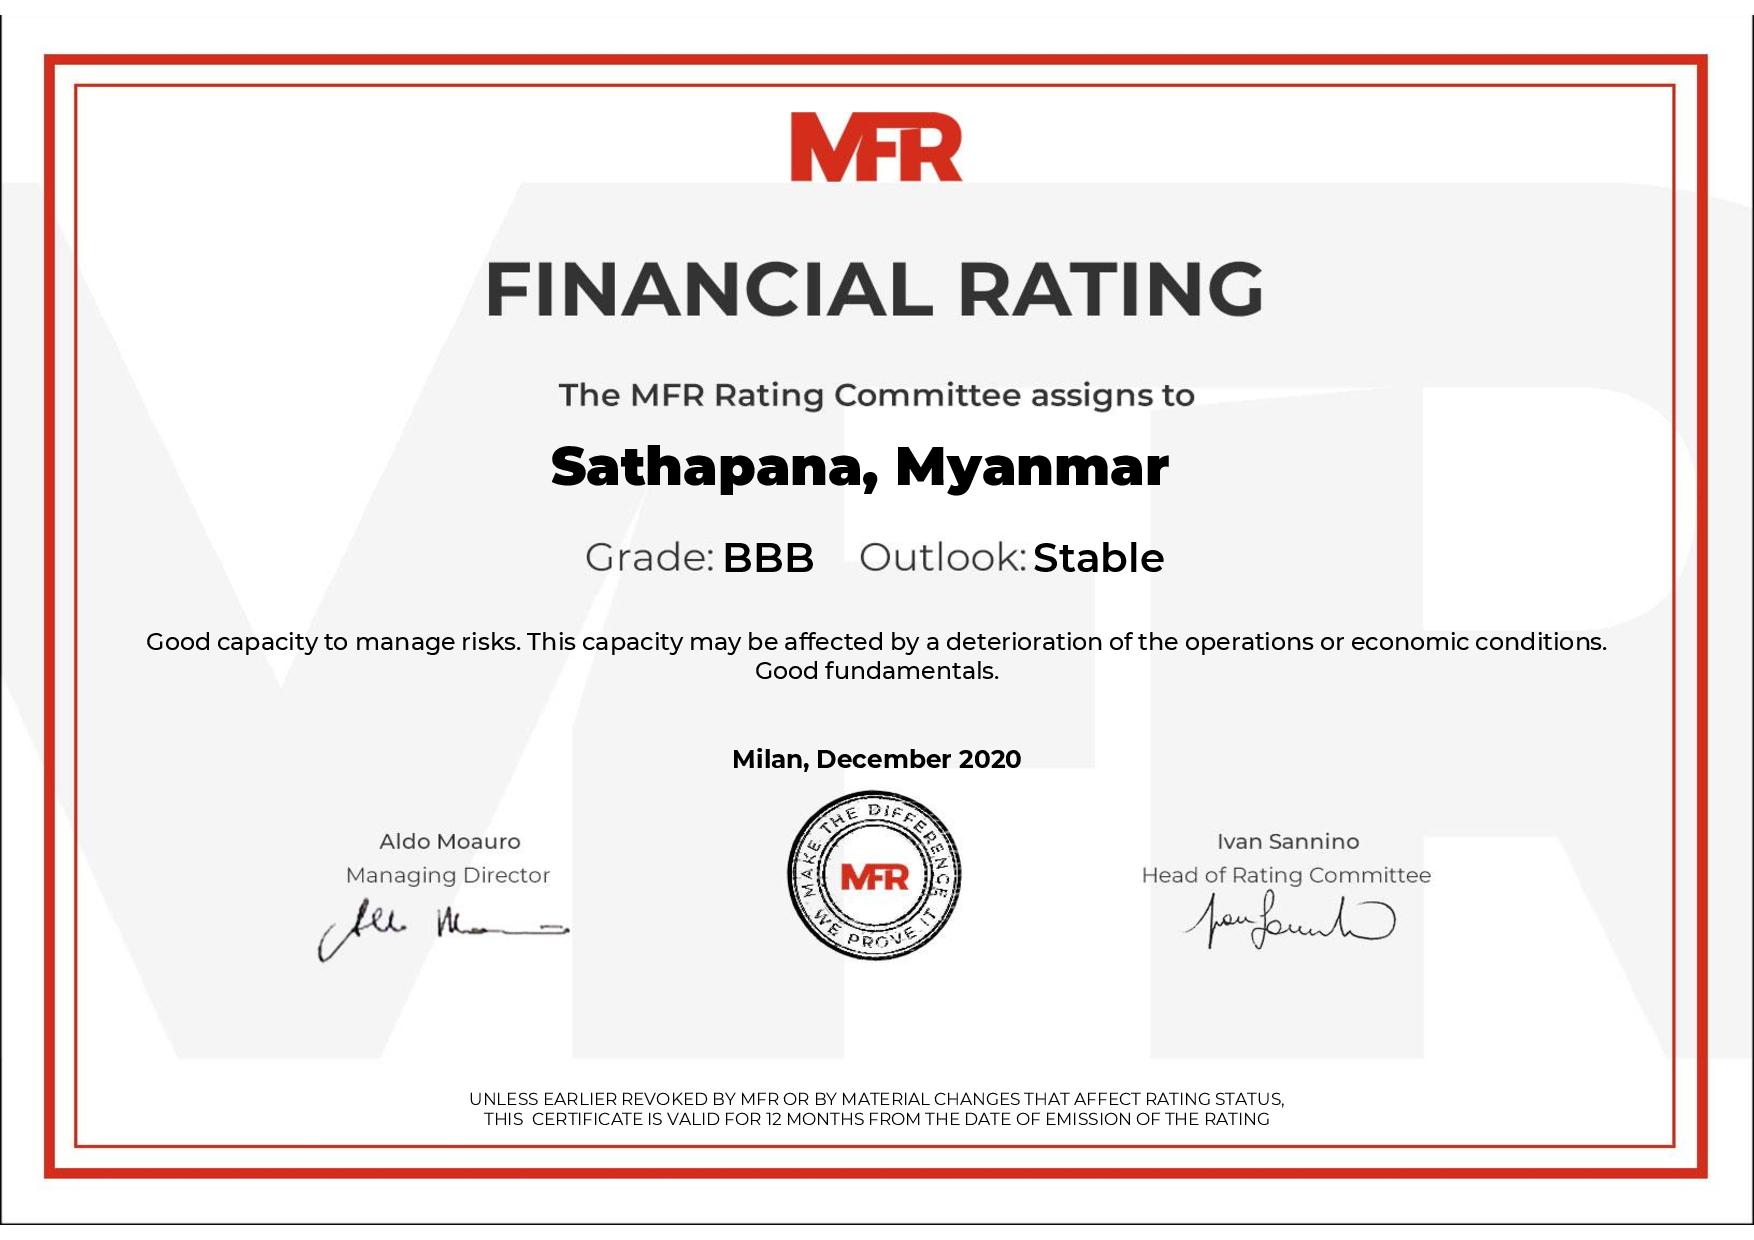 MFR
FINANCIAL RATING
The MFR Rating Committee assigns to
Sathapana, Myanmar
Grade: BBB Outlook: Stable
Good capacity to manage risks. This capacity may be affected by a deterioration of the operations or economic conditions.
Good fundamentals.
Milan, December 2020
MAKE THE DIFFERENCE
MFR
WE PROVE IT
Aldo Moauro
Managing Director
Ivan Sannino
Head of Rating Committee
UNLESS EARLIER REVOKED BY MFR OR BY MATERIAL CHANGES THAT AFFECT RATING STATUS,
THIS CERTIFICATE IS VALID FOR 12 MONTHS FROM THE DATE OF EMISSION OF THE RATING